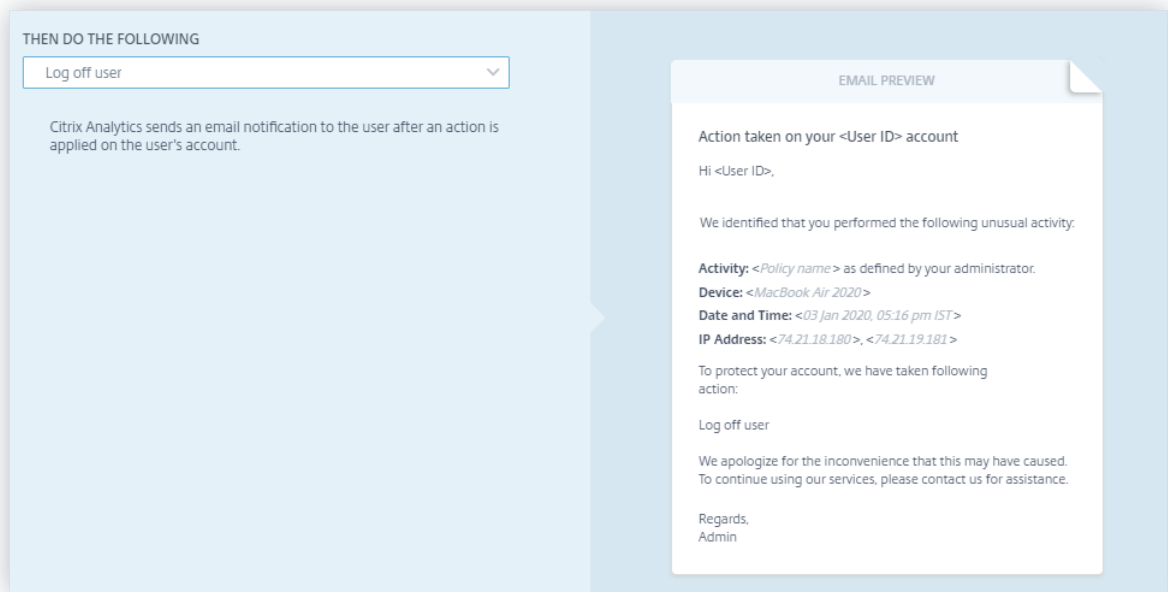 THEN DO THE FOLLOWING
Log off user
Citrix Analytics sends an email notification to the user after an action is
applied on the user's account.
EMAIL PREVIEW
Action taken on your <User ID> account
Hi <User ID>,
We identified that you performed the following unusual activity:
Activity: <Policy name> as defined by your administrator.
Device: <MacBook Air 2020>
Date and Time: <03 Jan 2020, 05:16 pm IST>
IP Address: <74.21.18.180>, <74.21.19.181>
To protect your account, we have taken following
action:
Log off user
We apologize for the inconvenience that this may have caused.
To continue using our services, please contact us for assistance.
Regards,
Admin